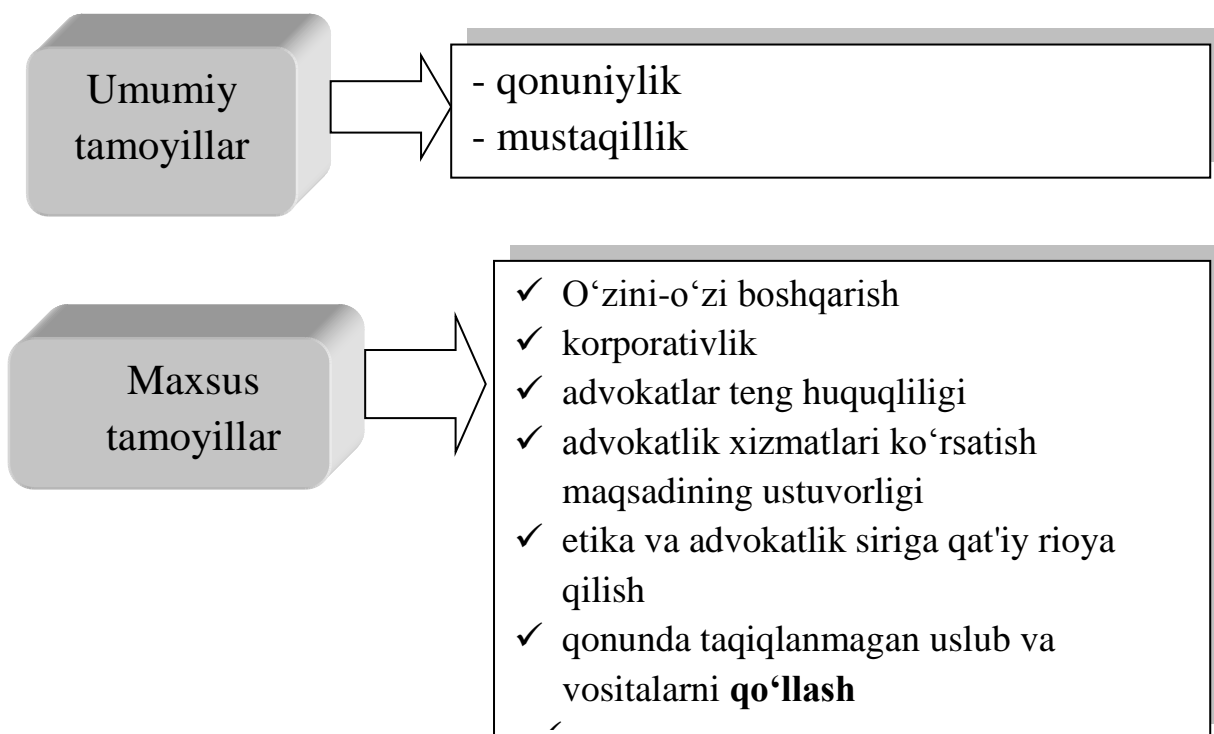 Umumiy
tamoyillar
- qonuniylik
- mustaqillik
Maxsus
tamoyillar
✓ O‘zini-o‘zi boshqarish
✓ korporativlik
✓ advokatlar teng huquqliligi
✓ advokatlik xizmatlari ko‘rsatish
maqsadining ustuvorligi
✓ etika va advokatlik siriga qat'iy rioya
qilish
✓ qonunda taqiqlanmagan uslub va
vositalarni qo‘llash